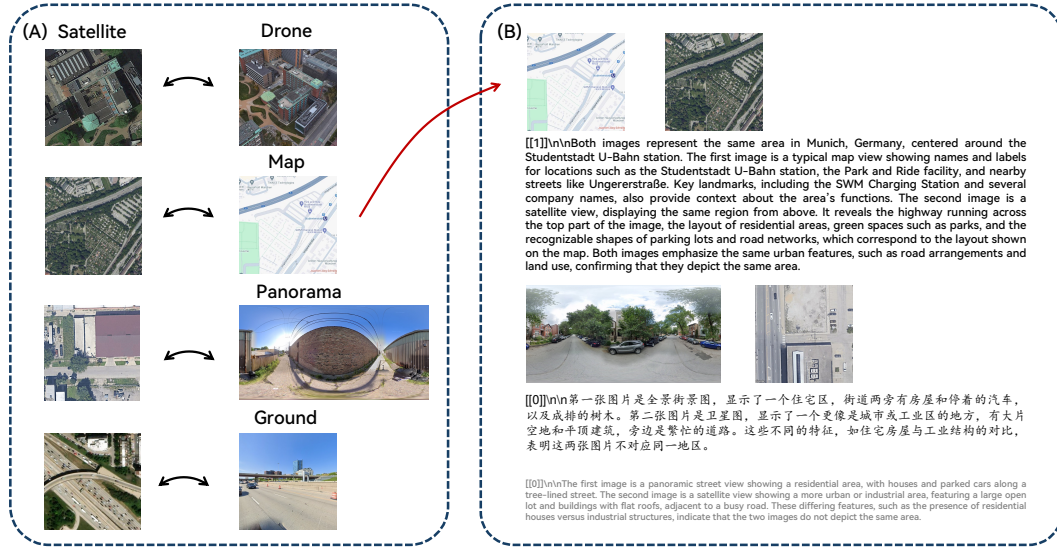 (A) Satellite
Drone
Map
Panorama
Ground
(B)
[[1]]\n\nBoth images represent the same area in Munich, Germany, centered around the
Studentstadt U-Bahn station. The first image is a typical map view showing names and labels
for locations such as the Studentstadt U-Bahn station, the Park and Ride facility, and nearby
streets like Ungererstraße. Key landmarks, including the SWM Charging Station and several
company names, also provide context about the area's functions. The second image is a
satellite view, displaying the same region from above. It reveals the highway running across
the top part of the image, the layout of residential areas, green spaces such as parks, and the
recognizable shapes of parking lots and road networks, which correspond to the layout shown
on the map. Both images emphasize the same urban features, such as road arrangements and
land use, confirming that they depict the same area.
[[0]]\n\n第一张图片是全景街景图，显示了一个住宅区，街道两旁有房屋和停着的汽车，
以及成排的树木。第二张图片是卫星图，显示了一个更像是城市或工业区的地方，有大片
空地和平顶建筑，旁边是繁忙的道路。这些不同的特征，如住宅房屋与工业结构的对比，
表明这两张图片不对应同一地区。
[[0]]\n\nThe first image is a panoramic street view showing a residential area, with houses and parked cars along a
tree-lined street. The second image is a satellite view showing a more urban or industrial area, featuring a large open
lot and buildings with flat roofs, adjacent to a busy road. These differing features, such as the presence of residential
houses versus industrial structures, indicate that the two images do not depict the same area.